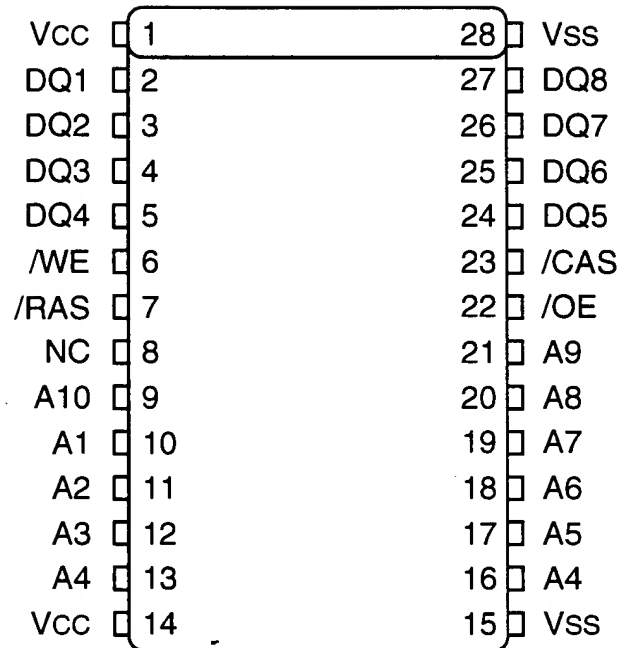 Vcc 1 28 Vss
DQ1 2 27 DQ8
DQ2 3 26 DQ7
DQ3 4 25 DQ6
DQ4 5 24 DQ5
/WE 6 23 /CAS
/RAS 7 22 /OE
NC 8 21 A9
A10 9 20 A8
A1 10 19 A7
A2 11 18 A6
A3 12 17 A5
A4 13 16 A4
Vcc 14 15 Vss